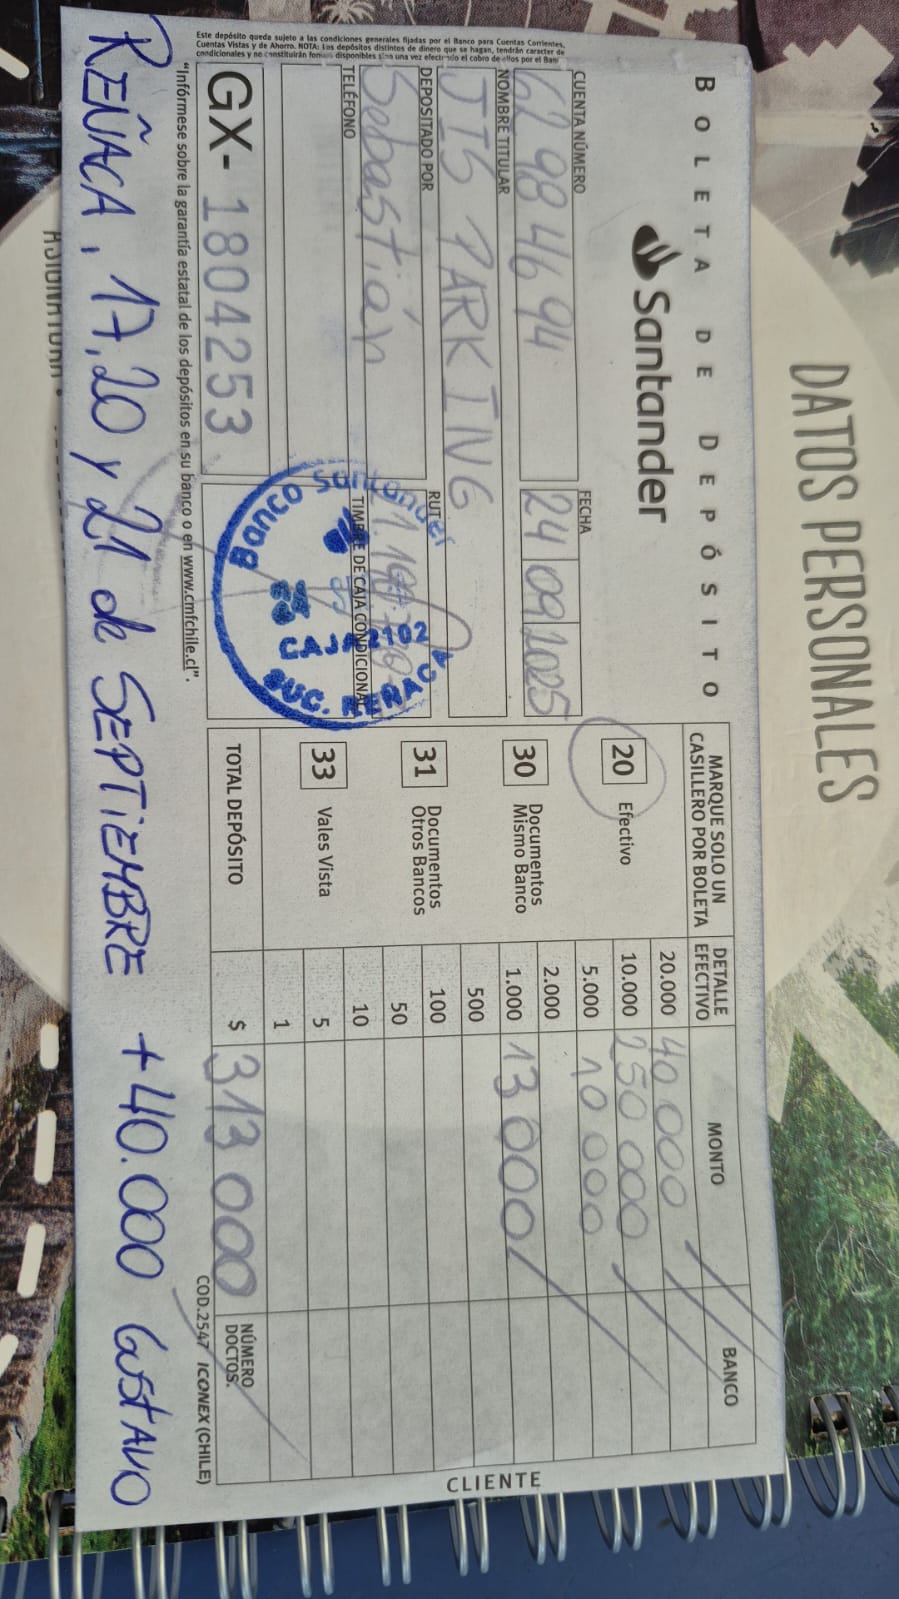 DATOS PERSONALES
BOLETA DE DEPÓSITO
Santander
CUENTA NÚMERO
62984694
FECHA
24 09 2025
NOMBRE TITULAR
JIS PARKING
DEPOSITADO POR
Sebastián
RUT
TELÉFONO
TIMBRE DE CAJA CONDICIONAL
Banco Santander
CAJA 2102
SUC. REÑACA
GX- 1804253
MARQUE SOLO UN
CASILLERO POR BOLETA
20 Efectivo
30 Documentos
Mismo Banco
31 Documentos
Otros Bancos
33 Vales Vista
DETALLE
EFECTIVO
MONTO
BANCO
20.000 40 000
10.000 250 000
5.000 10 000
2.000
1.000 13 000
500
100
50
10
5
1
TOTAL DEPÓSITO $ 313 000
NÚMERO
DOCTOS.
CLIENTE
Este depósito queda sujeto a las condiciones generales fijadas por el Banco para Cuentas Corrientes,
Cuentas Vistas y de Ahorro. NOTA: Los depósitos distintos de dinero que se hagan, tendrán caracter de
condicionales y no constituirán fondos disponibles sino una vez efectuado el cobro de ellos por el Banco
"Infórmese sobre la garantía estatal de los depósitos en su banco o en www.cmfchile.cl".
COD.2547 ICONEX (CHILE)
REÑACA, 17, 20 y 21 de SEPTIEMBRE +40.000 GUSTAVO
ASIGNATURA